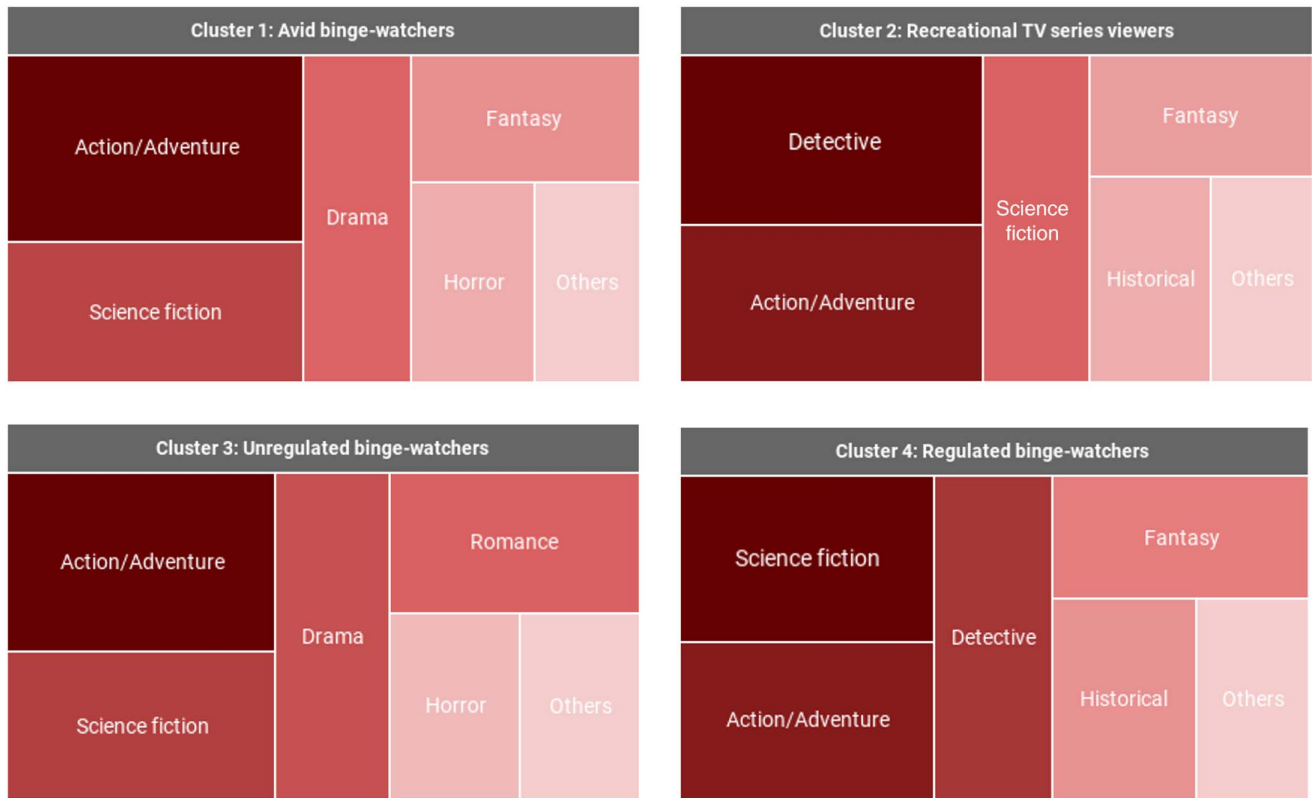 Cluster 1: Avid binge-watchers
Action/Adventure
Science fiction
Drama
Fantasy
Horror
Others
Cluster 2: Recreational TV series viewers
Detective
Action/Adventure
Science
fiction
Fantasy
Historical
Others
Cluster 3: Unregulated binge-watchers
Action/Adventure
Science fiction
Drama
Romance
Horror
Others
Cluster 4: Regulated binge-watchers
Science fiction
Action/Adventure
Detective
Fantasy
Historical
Others